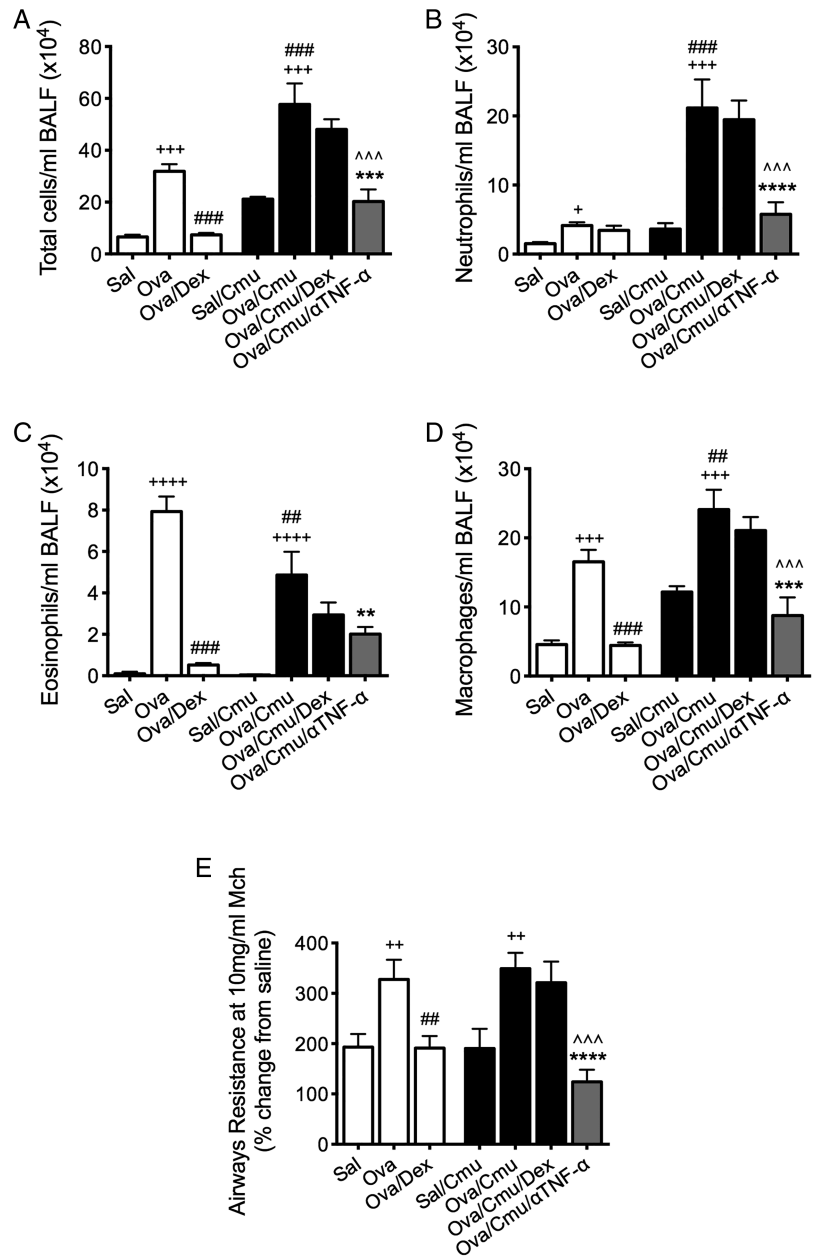 A
Total cells/ml BALF (x10⁴)
80
60
40
20
0
+++
###
###
+++
^^^
***
Sal
Ova
Ova/Dex
Sal/Cmu
Ova/Cmu
Ova/Cmu/Dex
Ova/Cmu/αTNF-α
B
Neutrophils/ml BALF (x10⁴)
30
20
10
0
+
###
+++
^^^
****
Sal
Ova
Ova/Dex
Sal/Cmu
Ova/Cmu
Ova/Cmu/Dex
Ova/Cmu/αTNF-α
C
Eosinophils/ml BALF (x10⁴)
10
8
6
4
2
0
++++
###
##
++++
**
Sal
Ova
Ova/Dex
Sal/Cmu
Ova/Cmu
Ova/Cmu/Dex
Ova/Cmu/αTNF-α
D
Macrophages/ml BALF (x10⁴)
30
20
10
0
+++
###
##
+++
^^^
***
Sal
Ova
Ova/Dex
Sal/Cmu
Ova/Cmu
Ova/Cmu/Dex
Ova/Cmu/αTNF-α
E
Airways Resistance at 10mg/ml Mch
(% change from saline)
400
300
200
100
0
++
##
++
^^^
****
Sal
Ova
Ova/Dex
Sal/Cmu
Ova/Cmu
Ova/Cmu/Dex
Ova/Cmu/αTNF-α